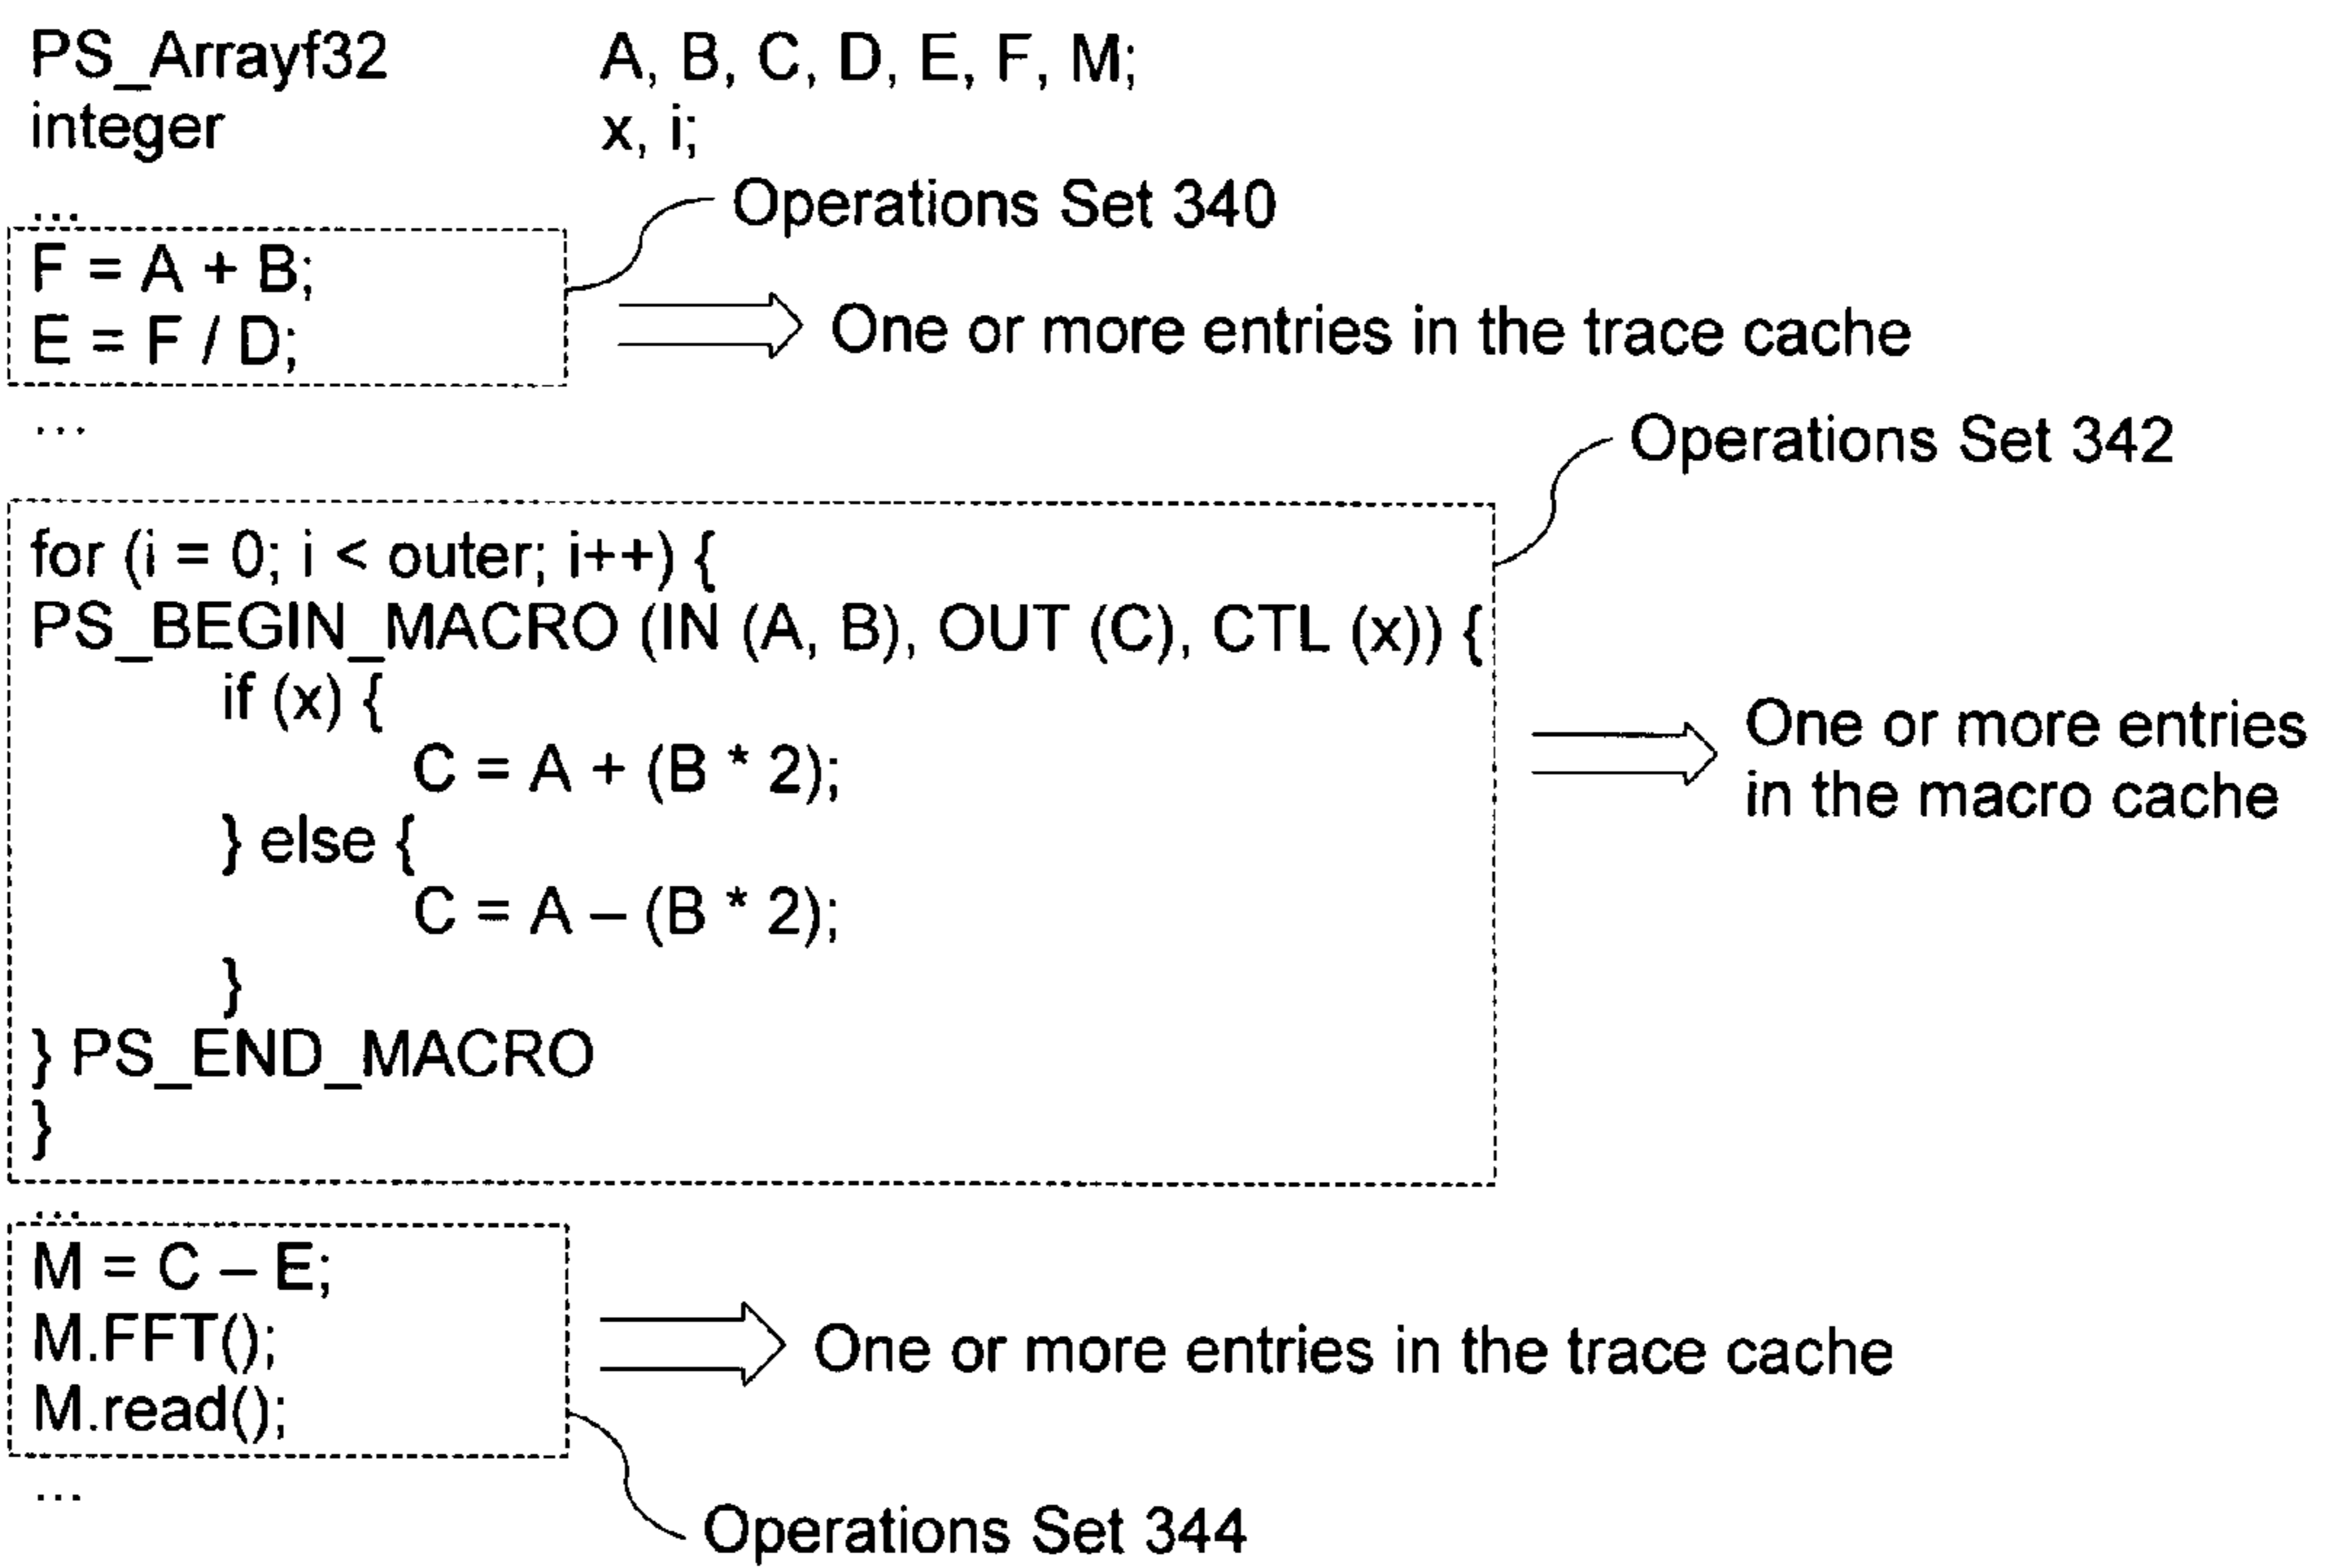 PS_Arrayf32 A, B, C, D, E, F, M;
integer x, i;
...
Operations Set 340
F = A + B;
E = F / D;
One or more entries in the trace cache
...
Operations Set 342
for (i = 0; i < outer; i++) {
PS_BEGIN_MACRO (IN (A, B), OUT (C), CTL (x)) {
if (x) {
C = A + (B * 2);
} else {
C = A – (B * 2);
}
} PS_END_MACRO
}
One or more entries
in the macro cache
...
M = C – E;
M.FFT();
M.read();
One or more entries in the trace cache
...
Operations Set 344